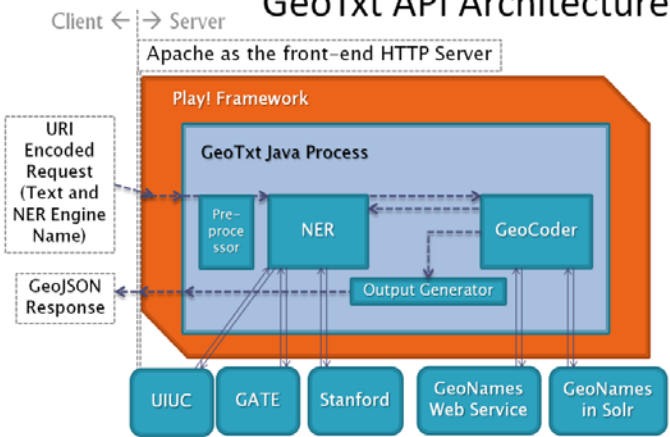 GeoTxt API Architecture
Client ← → Server
Apache as the front-end HTTP Server
Play! Framework
URI
Encoded
Request
(Text and
NER Engine
Name)
GeoTxt Java Process
Pre-
proce
ssor
NER
GeoCoder
GeoJSON
Response
Output Generator
UIUC
GATE
Stanford
GeoNames
Web Service
GeoNames
in Solr